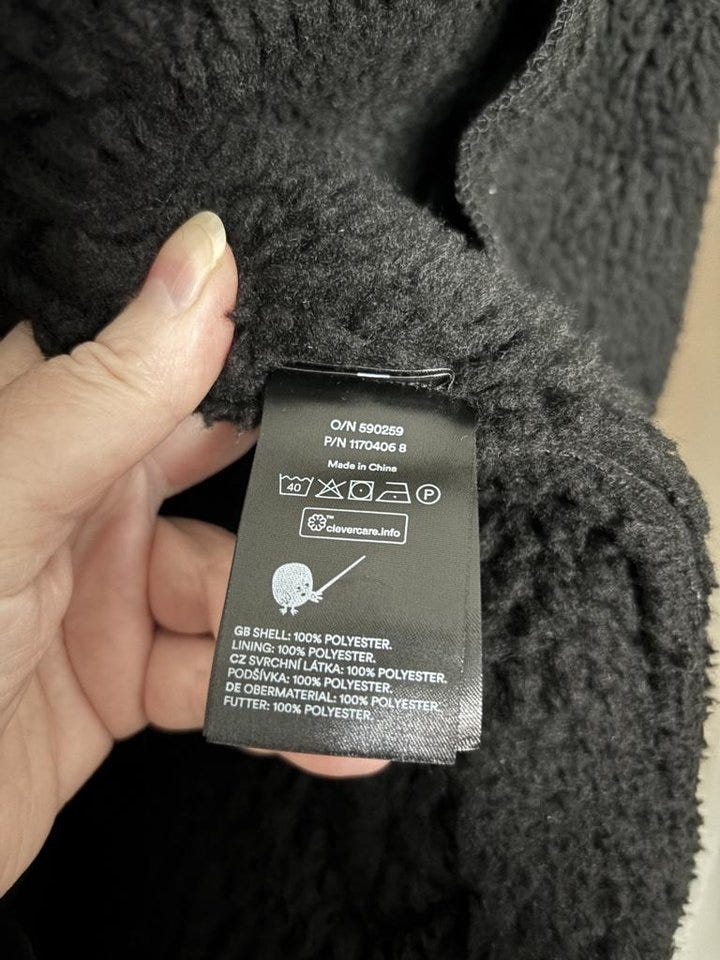 O/N 590259
P/N 1170406 8
Made in China
40 P
™
clevercare.info
GB SHELL: 100% POLYESTER.
LINING: 100% POLYESTER.
CZ SVRCHNÍ LÁTKA: 100% POLYESTER.
PODŠÍVKA: 100% POLYESTER.
DE OBERMATERIAL: 100% POLYESTER.
FUTTER: 100% POLYESTER.